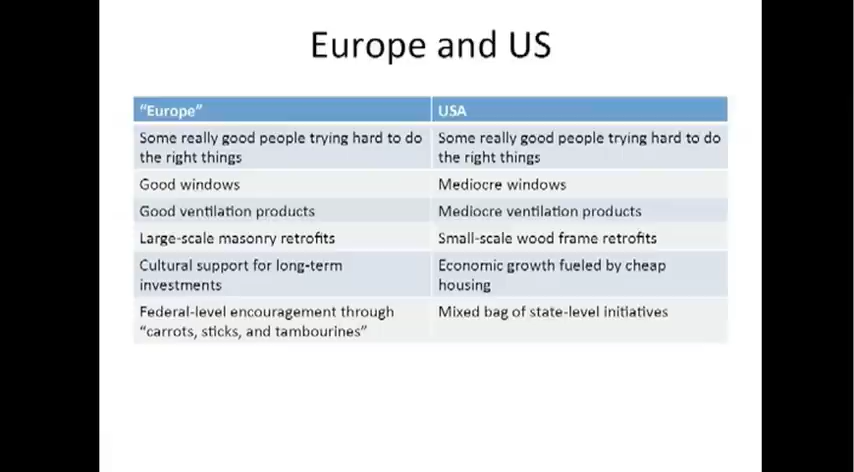 Europe and US
"Europe"
USA
Some really good people trying hard to do
the right things
Some really good people trying hard to do
the right things
Good windows
Mediocre windows
Good ventilation products
Mediocre ventilation products
Large-scale masonry retrofits
Small-scale wood frame retrofits
Cultural support for long-term
investments
Economic growth fueled by cheap
housing
Federal-level encouragement through
"carrots, sticks, and tambourines"
Mixed bag of state-level initiatives